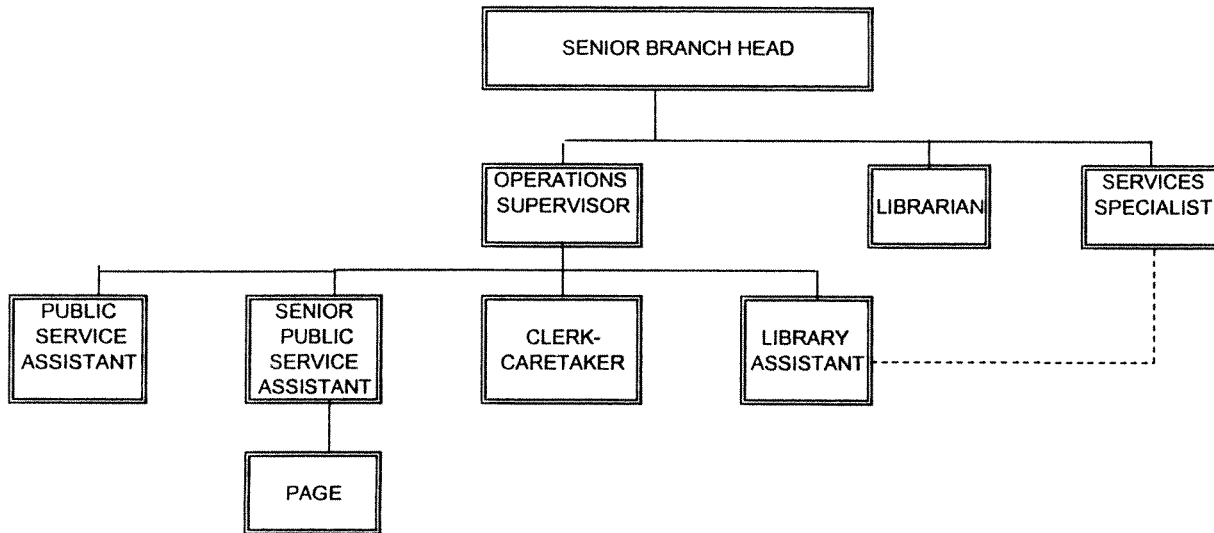 SENIOR BRANCH HEAD
OPERATIONS
SUPERVISOR
LIBRARIAN
SERVICES
SPECIALIST
PUBLIC
SERVICE
ASSISTANT
SENIOR
PUBLIC
SERVICE
ASSISTANT
CLERK-
CARETAKER
LIBRARY
ASSISTANT
PAGE